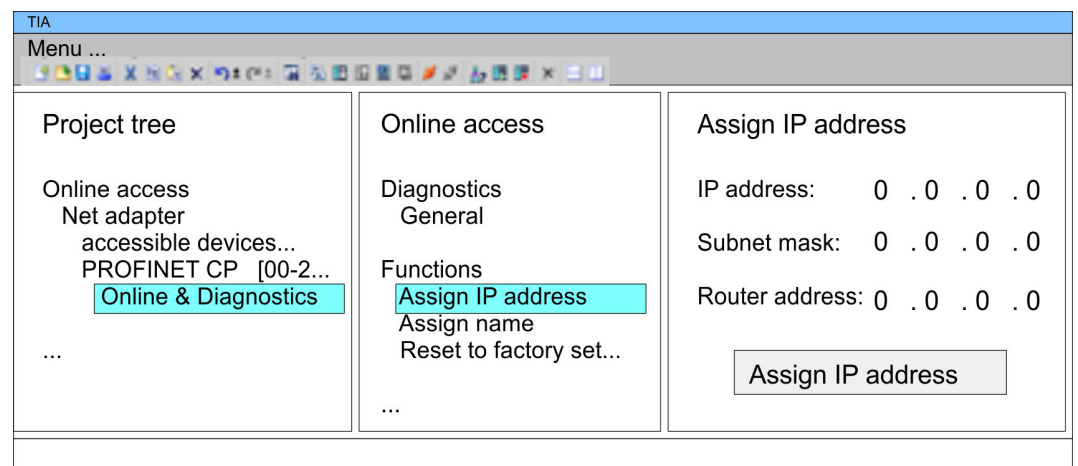 TIA
Menu ...
Project tree
Online access
Net adapter
accessible devices...
PROFINET CP [00-2...
Online & Diagnostics
...
Online access
Diagnostics
General
Functions
Assign IP address
Assign name
Reset to factory set...
...
Assign IP address
IP address: 0 .0 .0 .0
Subnet mask: 0 .0 .0 .0
Router address: 0 .0 .0 .0
Assign IP address